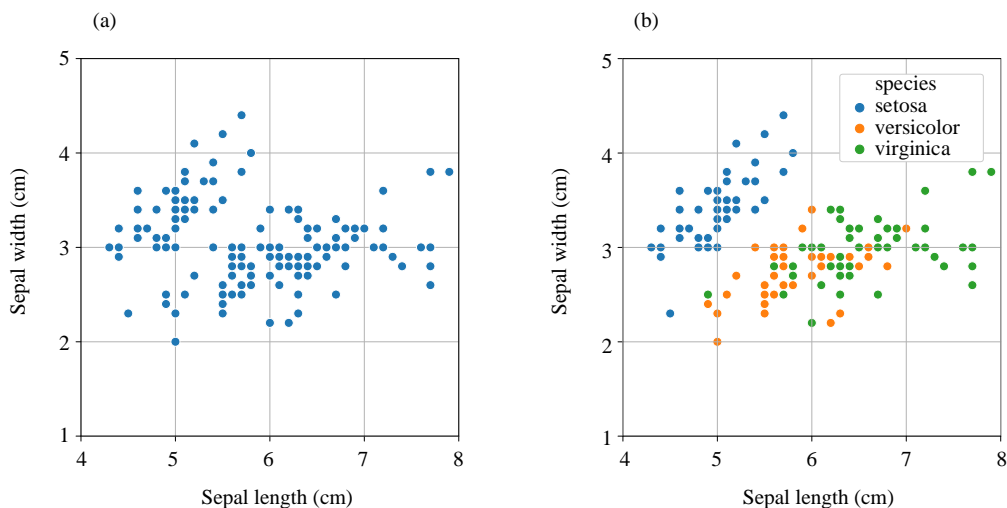 (a)
5
4
3
2
1
4 5 6 7 8
Sepal width (cm)
Sepal length (cm)
(b)
5
4
3
2
1
4 5 6 7 8
Sepal width (cm)
Sepal length (cm)
species
setosa
versicolor
virginica